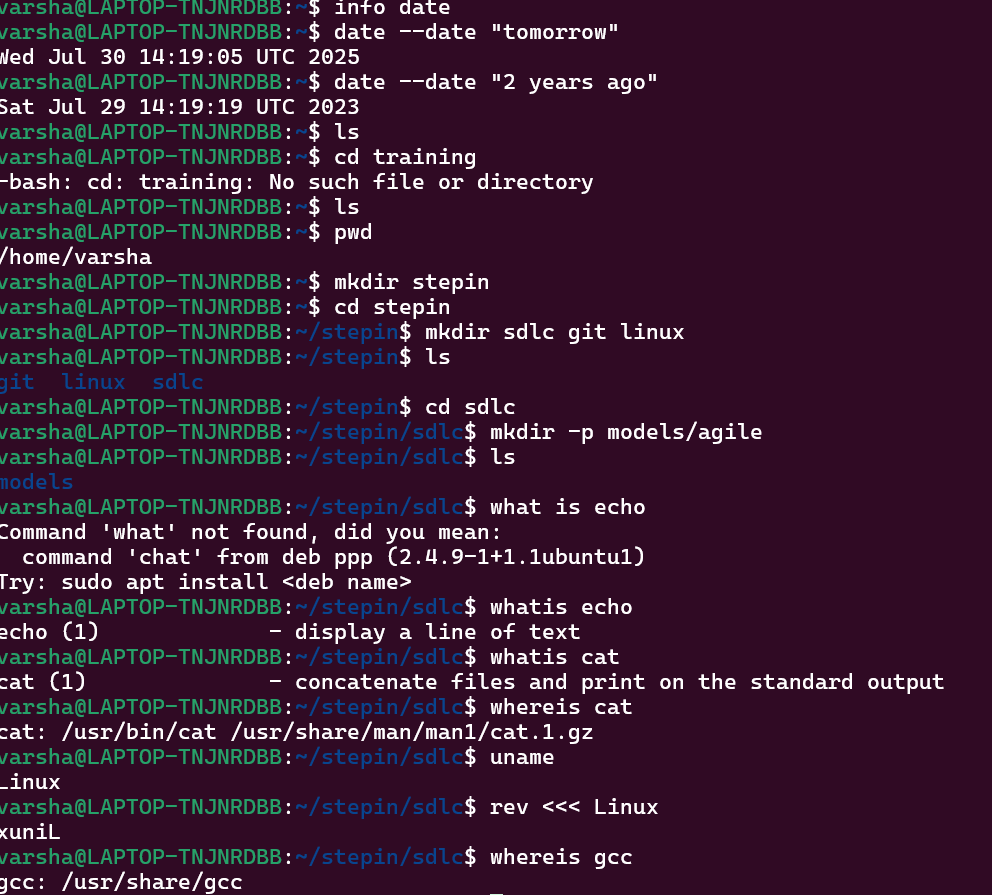 varsha@LAPTOP-TNJNRDBB:~$ info date
varsha@LAPTOP-TNJNRDBB:~$ date --date "tomorrow"
Wed Jul 30 14:19:05 UTC 2025
varsha@LAPTOP-TNJNRDBB:~$ date --date "2 years ago"
Sat Jul 29 14:19:19 UTC 2023
varsha@LAPTOP-TNJNRDBB:~$ ls
varsha@LAPTOP-TNJNRDBB:~$ cd training
-bash: cd: training: No such file or directory
varsha@LAPTOP-TNJNRDBB:~$ ls
varsha@LAPTOP-TNJNRDBB:~$ pwd
/home/varsha
varsha@LAPTOP-TNJNRDBB:~$ mkdir stepin
varsha@LAPTOP-TNJNRDBB:~$ cd stepin
varsha@LAPTOP-TNJNRDBB:~/stepin$ mkdir sdlc git linux
varsha@LAPTOP-TNJNRDBB:~/stepin$ ls
git  linux  sdlc
varsha@LAPTOP-TNJNRDBB:~/stepin$ cd sdlc
varsha@LAPTOP-TNJNRDBB:~/stepin/sdlc$ mkdir -p models/agile
varsha@LAPTOP-TNJNRDBB:~/stepin/sdlc$ ls
models
varsha@LAPTOP-TNJNRDBB:~/stepin/sdlc$ what is echo
Command 'what' not found, did you mean:
  command 'chat' from deb ppp (2.4.9-1+1.1ubuntu1)
Try: sudo apt install <deb name>
varsha@LAPTOP-TNJNRDBB:~/stepin/sdlc$ whatis echo
echo (1)             - display a line of text
varsha@LAPTOP-TNJNRDBB:~/stepin/sdlc$ whatis cat
cat (1)              - concatenate files and print on the standard output
varsha@LAPTOP-TNJNRDBB:~/stepin/sdlc$ whereis cat
cat: /usr/bin/cat /usr/share/man/man1/cat.1.gz
varsha@LAPTOP-TNJNRDBB:~/stepin/sdlc$ uname
Linux
varsha@LAPTOP-TNJNRDBB:~/stepin/sdlc$ rev <<< Linux
xuniL
varsha@LAPTOP-TNJNRDBB:~/stepin/sdlc$ whereis gcc
gcc: /usr/share/gcc